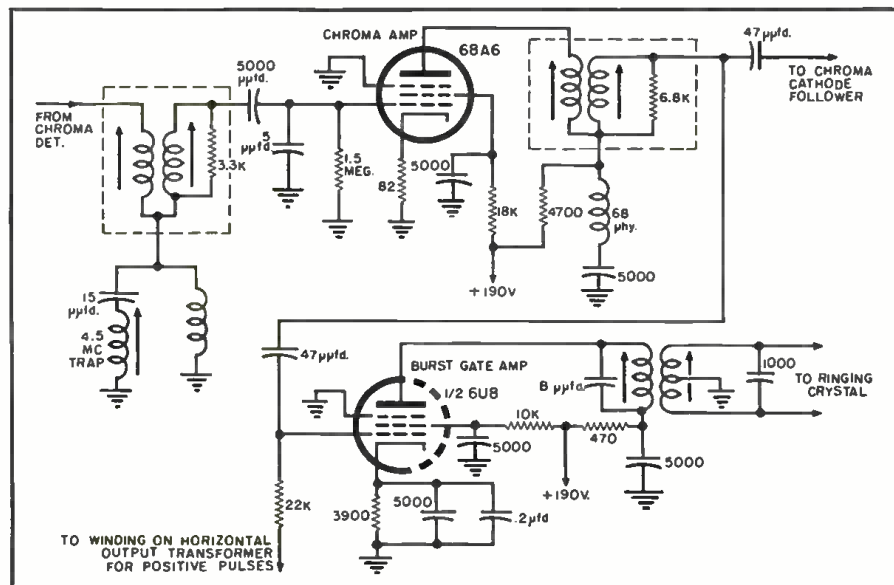 CHROMA AMP
68A6
5000
µµfd.
47 µµfd.
TO CHROMA
CATHODE
FOLLOWER
FROM
CHROMA
DET.
3.3K
5
µµfd.
1.5
MEG.
82
5000
18K
4700
6.8K
68
µhy.
5000
+190V
15
µµfd.
4.5
MC
TRAP
47µµfd.
BURST GATE AMP
1/2 6U8
8 µµfd.
1000
TO RINGING
CRYSTAL
10K
470
5000
5000
+190V.
22K
3900
5000
.2µfd
TO WINDING ON HORIZONTAL
OUTPUT TRANSFORMER
FOR POSITIVE PULSES